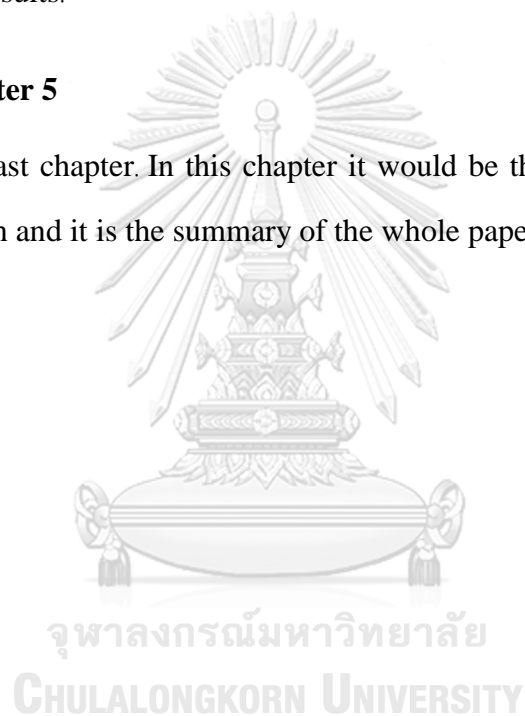 ter 5
ast chapter. In this chapter it would be th
n and it is the summary of the whole pape
จุฬาลงกรณ์มหาวิทยาลัย
CHULALONGKORN UNIVERSITY